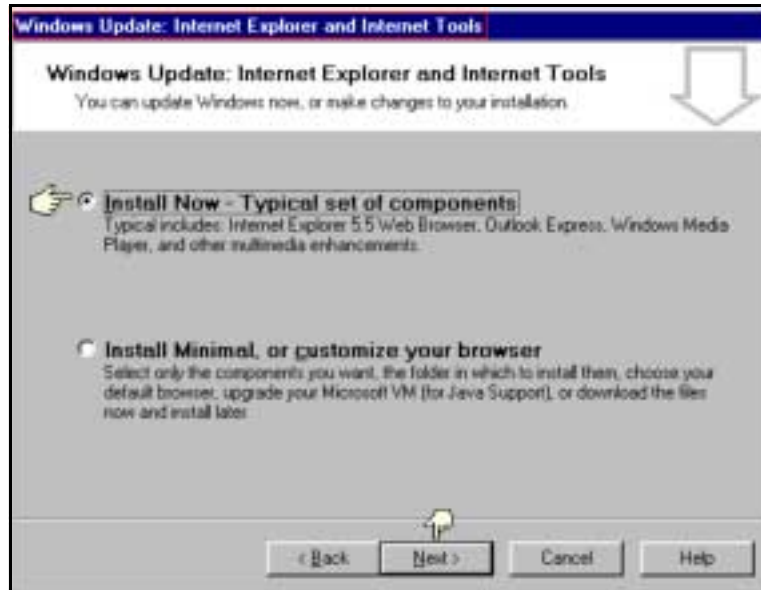 Windows Update: Internet Explorer and Internet Tools
Windows Update: Internet Explorer and Internet Tools
You can update Windows now, or make changes to your installation.
Install Now - Typical set of components
Typical includes: Internet Explorer 5.5 Web Browser, Outlook Express, Windows Media
Player, and other multimedia enhancements.
Install Minimal, or customize your browser
Select only the components you want, the folder in which to install them, choose your
default browser, upgrade your Microsoft VM (for Java Support), or download the files
now and install later
< Back
Next >
Cancel
Help